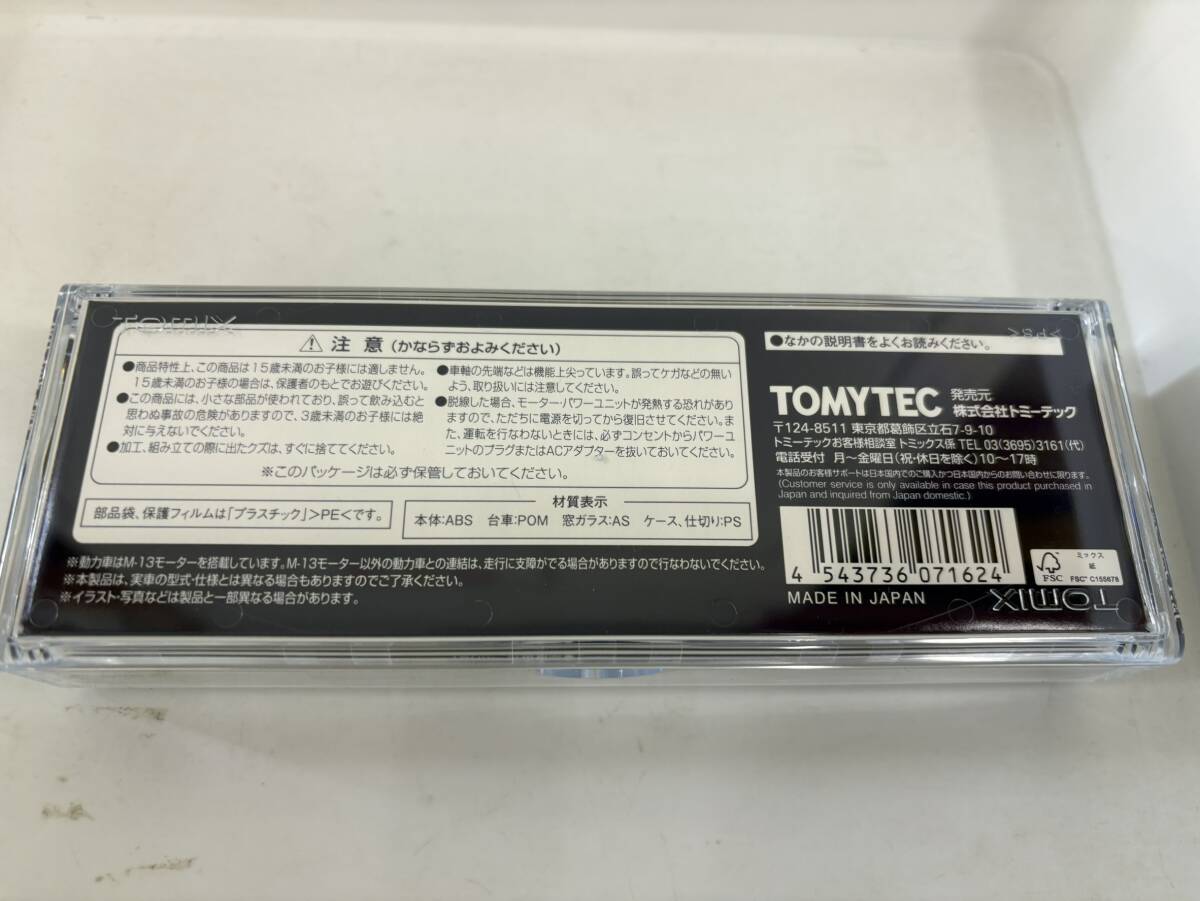 TOMIX
⚠ 注 意 (かならずおよみください)
●商品特性上、この商品は15歳未満のお子様には適しません。
15歳未満のお子様の場合は、保護者のもとでお遊びください。
●この商品には、小さな部品が使われており、誤って飲み込むと
思わぬ事故の危険がありますので、3歳未満のお子様には絶
対に与えないでください。
●加工、組み立ての際に出たクズは、すぐに捨ててください。
●車軸の先端などは機能上尖っています。誤ってケガなどの無い
よう、取り扱いには注意してください。
●脱線した場合、モーター・パワーユニットが発熱する恐れがあり
ますので、ただちに電源を切ってから復旧させてください。ま
た、運転を行なわないときには、必ずコンセントからパワーユ
ニットのプラグまたはACアダプターを抜いておいてください。
※このパッケージは必ず保管しておいてください。
部品袋、保護フィルムは「プラスチック」>PE<です。
材質表示
本体:ABS 台車:POM 窓ガラス:AS ケース、仕切り:PS
※動力車はM-13モーターを搭載しています。M-13モーター以外の動力車との連結は、走行に支障がでる場合がありますので行なわないでください。
※本製品は、実車の型式・仕様とは異なる場合もありますのでご了承ください。
※イラスト・写真などは製品と一部異なる場合があります。
>PS<
●なかの説明書をよくお読みください。
TOMYTEC 発売元
株式会社トミーテック
〒124-8511 東京都葛飾区立石7-9-10
トミーテックお客様相談室 トミックス係 TEL 03(3695)3161(代)
電話受付 月〜金曜日(祝・休日を除く)10〜17時
本製品のお客様サポートは日本国内でのご購入かつ日本国内からのお問い合わせに限ります。
(Customer service is only available in case this product purchased in
Japan and inquired from Japan domestic.)
4 543736 071624
MADE IN JAPAN
FSC
ミックス
紙
FSC® C155678
TOMIX